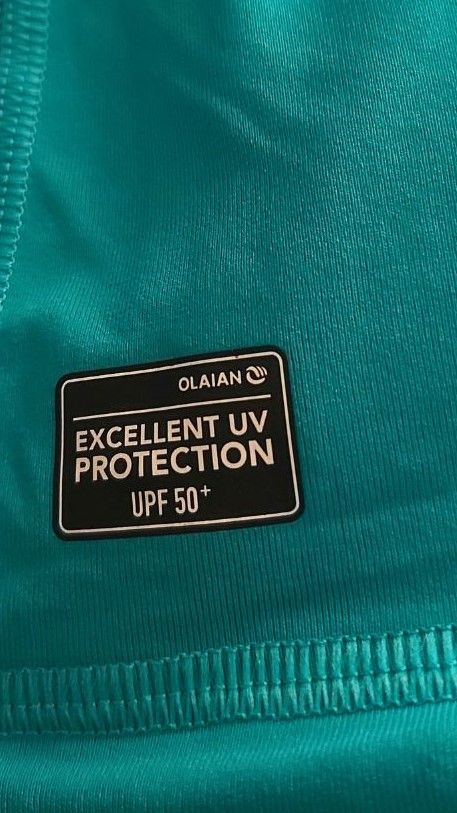 OLAIAN
EXCELLENT UV
PROTECTION
UPF 50+